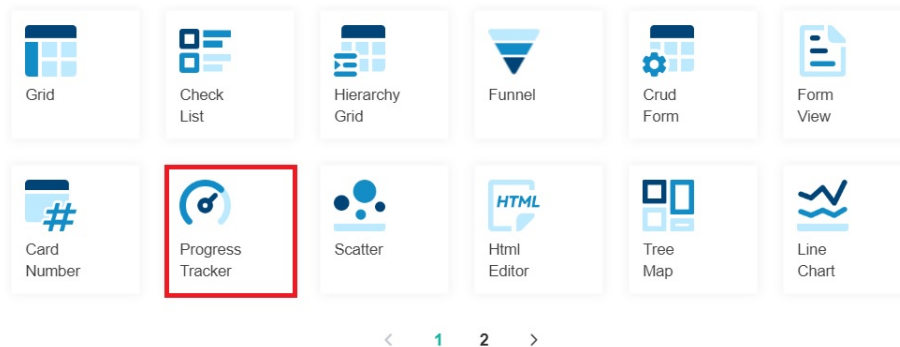 Grid
Check
List
Hierarchy
Grid
Funnel
Crud
Form
Form
View
#
Card
Number
Progress
Tracker
Scatter
HTML
Html
Editor
Tree
Map
Line
Chart
< 1 2 >